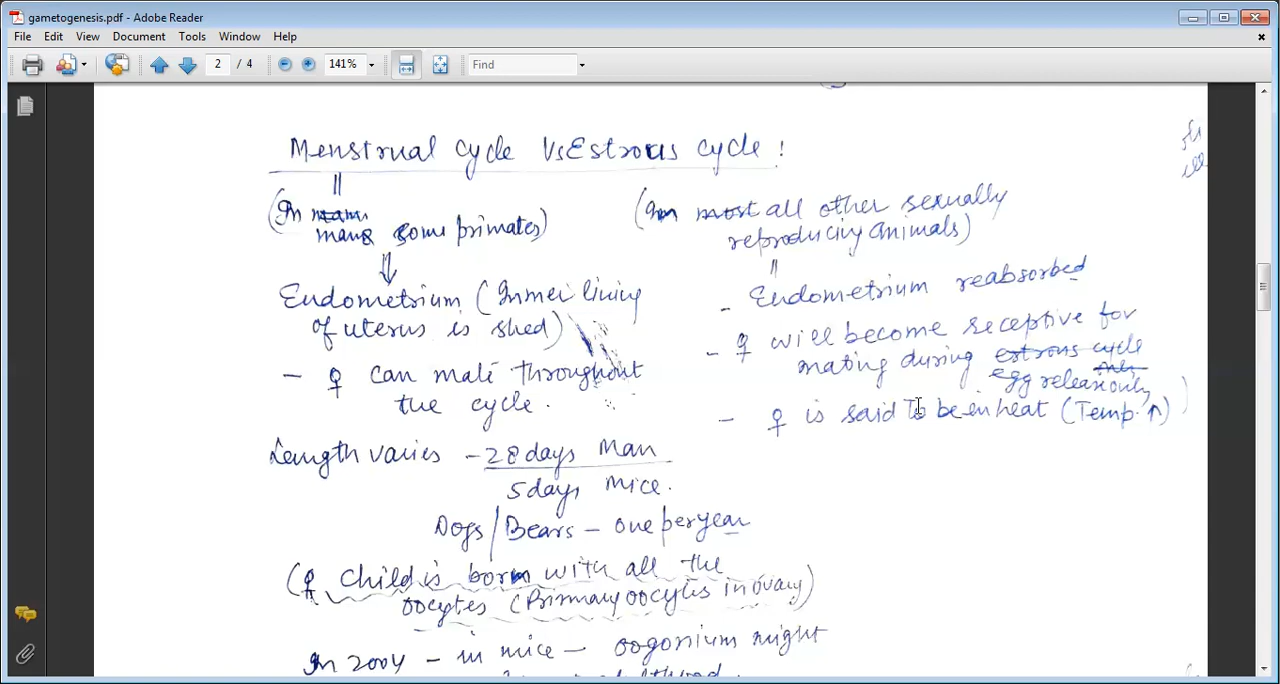 gametogenesis.pdf - Adobe Reader
File Edit View Document Tools Window Help
2 / 4 141% Find
Menstrual cycle Vs Estrous cycle !
(In
some primates)
Endometrium (Inner lining
of uterus is shed)
- ♀ can mate throughout
the cycle.
Length varies - 28 days Man
5 days Mice.
Dogs/Bears - one per year
(♀ child is born with all the
oocytes (Primary oocytes in ovary)
In 2004 - in mice - oogonium might
(In most all other sexually
reproducing animals)
- Endometrium reabsorbed
- ♀ will become receptive for
mating during estrous cycle
egg release only
- ♀ is said to be in heat (Temp. ↑)